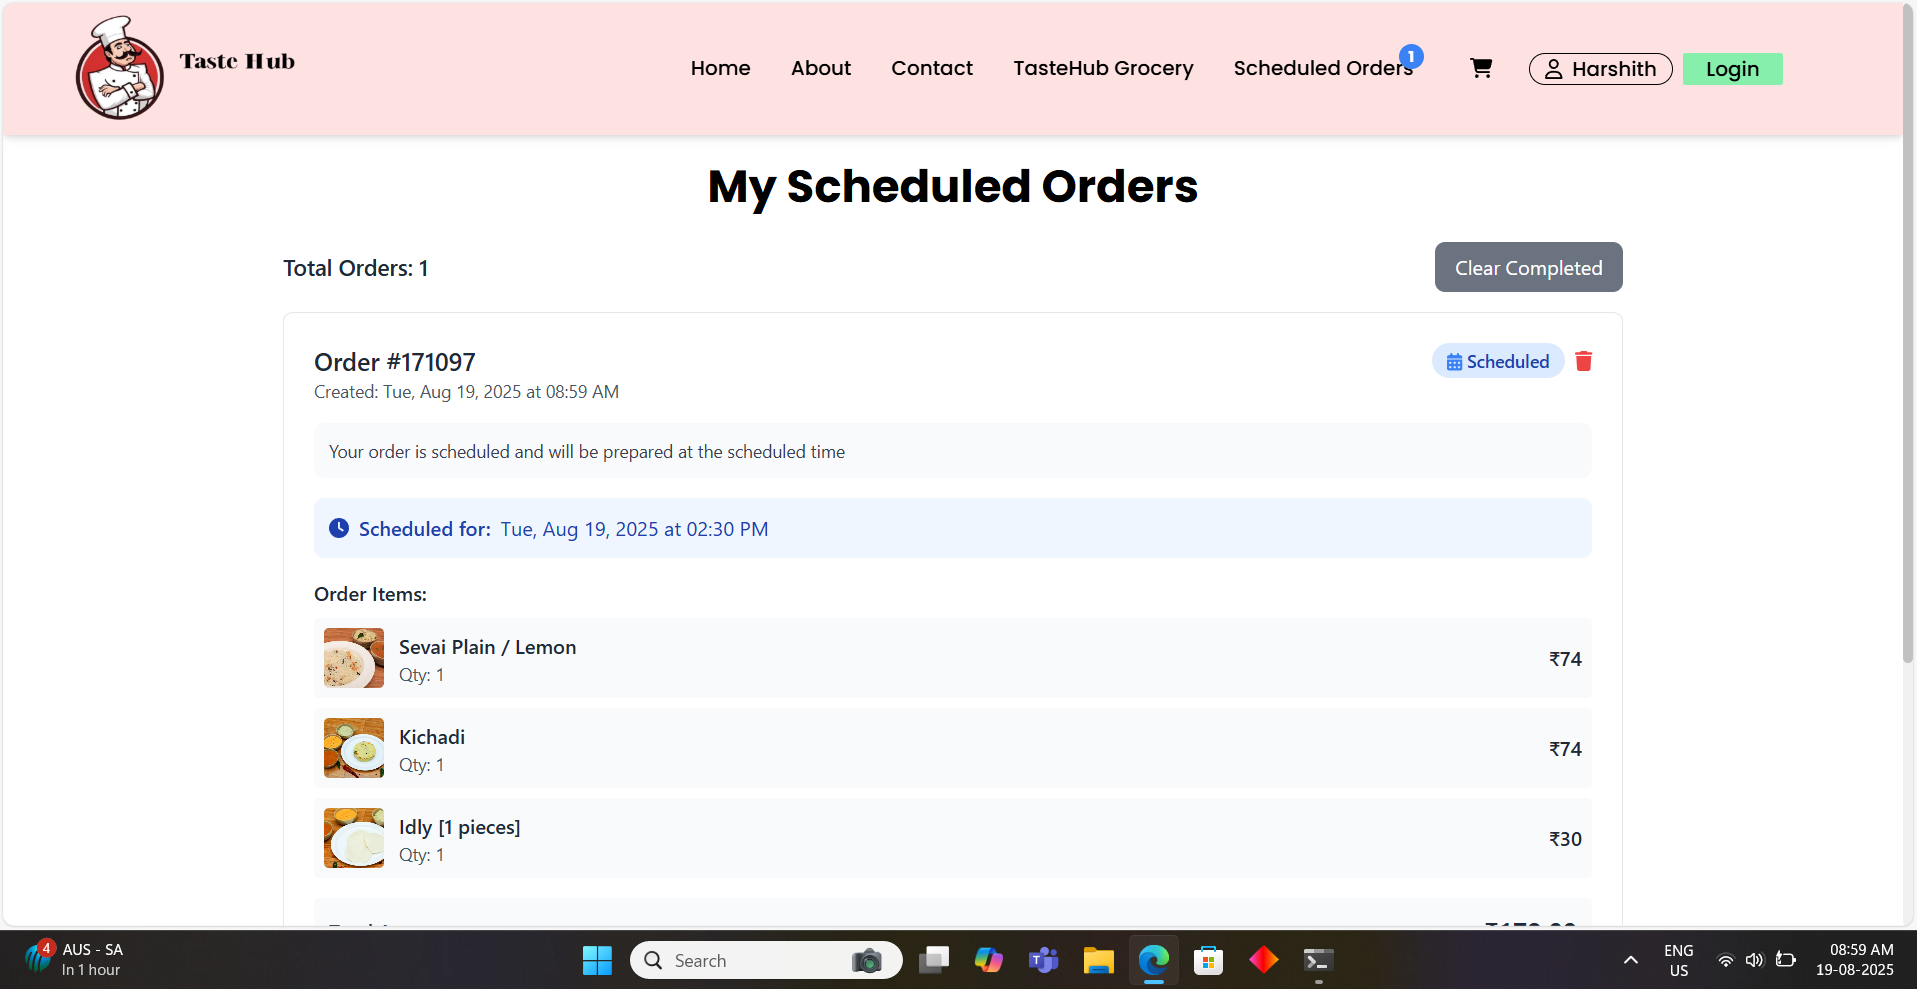 Taste Hub
Home About Contact TasteHub Grocery Scheduled Orders 1 Harshith Login
My Scheduled Orders
Total Orders: 1 Clear Completed
Order #171097 Scheduled
Created: Tue, Aug 19, 2025 at 08:59 AM
Your order is scheduled and will be prepared at the scheduled time
Scheduled for: Tue, Aug 19, 2025 at 02:30 PM
Order Items:
Sevai Plain / Lemon
Qty: 1
₹74
Kichadi
Qty: 1
₹74
Idly [1 pieces]
Qty: 1
₹30
4 AUS - SA
In 1 hour
Search
ENG
US
08:59 AM
19-08-2025